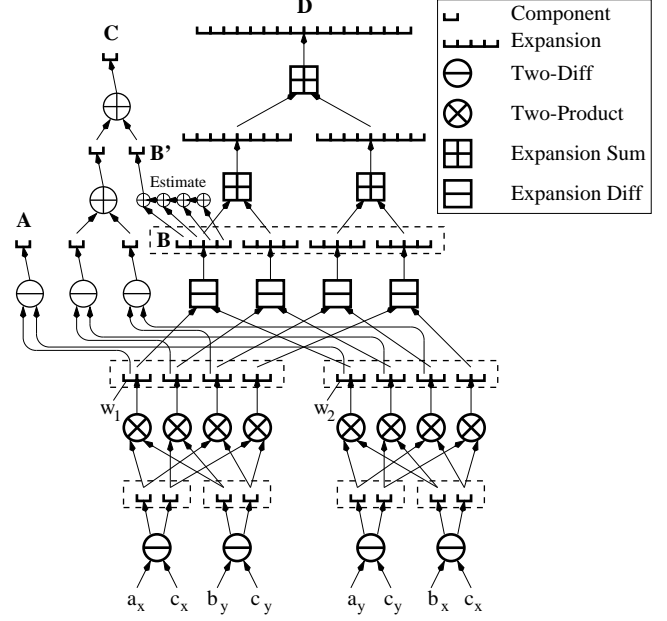 D
Component
C
Expansion
Two-Diff
Two-Product
B'
Expansion Sum
Estimate
Expansion Diff
A
B
w1
w2
ax cx by cy ay cy bx cx